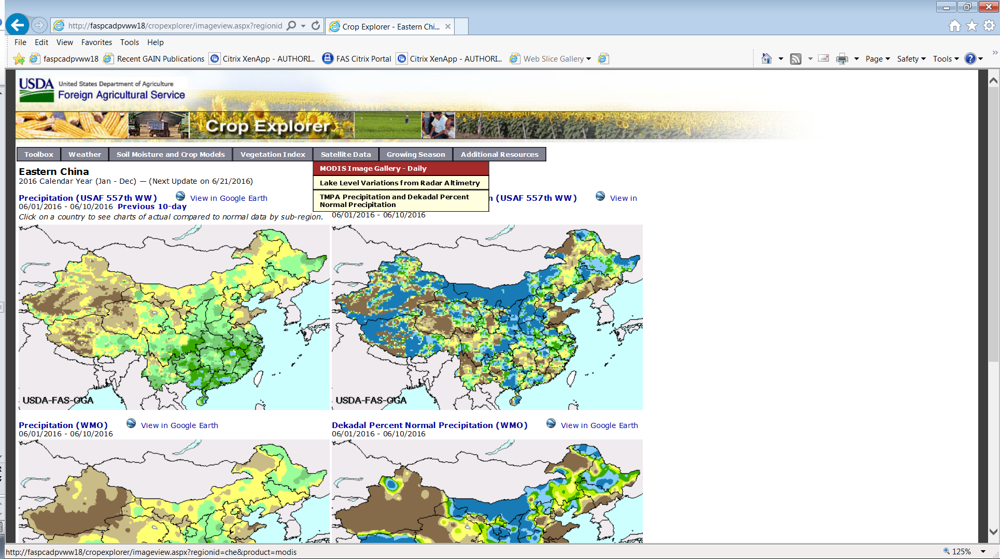 http://faspcadpvww18/cropexplorer/imageview.aspx?regionid
Crop Explorer - Eastern Chi...
File Edit View Favorites Tools Help
faspcadpvww18 Recent GAIN Publications Citrix XenApp - AUTHORI... FAS Citrix Portal Citrix XenApp - AUTHORI... Web Slice Gallery Page Safety Tools
USDA United States Department of Agriculture
Foreign Agricultural Service
Crop Explorer
Toolbox Weather Soil Moisture and Crop Models Vegetation Index Satellite Data Growing Season Additional Resources
MODIS Image Gallery - Daily
Lake Level Variations from Radar Altimetry
TMPA Precipitation and Dekadal Percent
Normal Precipitation
Eastern China
2016 Calendar Year (Jan - Dec) — (Next Update on 6/21/2016)
Precipitation (USAF 557th WW) View in Google Earth
06/01/2016 - 06/10/2016 Previous 10-day
Click on a country to see charts of actual compared to normal data by sub-region.
n (USAF 557th WW) View in
06/01/2016 - 06/10/2016
USDA-FAS-OGA
USDA-FAS-OGA
Precipitation (WMO) View in Google Earth
06/01/2016 - 06/10/2016
Dekadal Percent Normal Precipitation (WMO) View in Google Earth
06/01/2016 - 06/10/2016
http://faspcadpvww18/cropexplorer/imageview.aspx?regionid=che&product=modis
125%